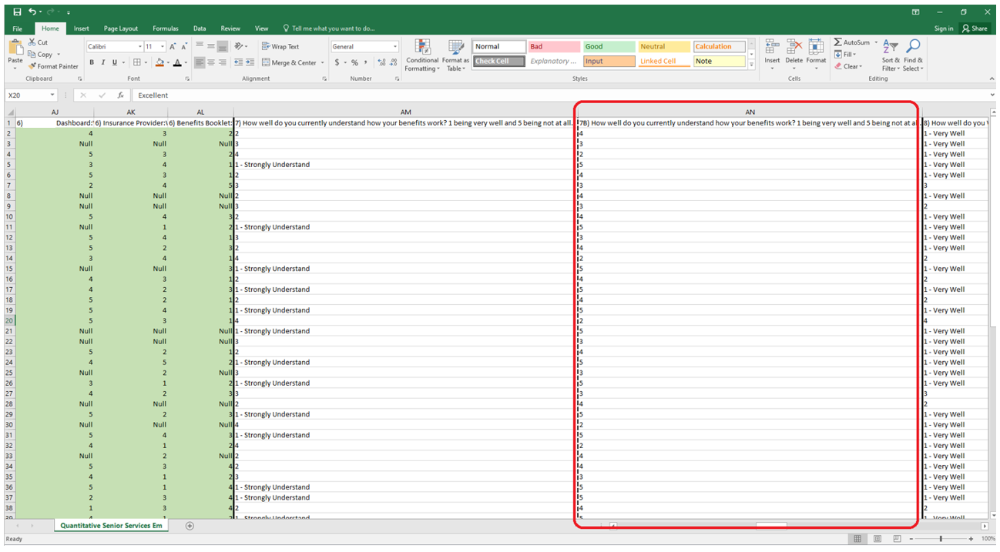 File Home Insert Page Layout Formulas Data Review View Tell me what you want to do... Sign in Share
Paste Cut Copy Format Painter
Calibri 11 B I U A A
Wrap Text Merge & Center
General $ %
Conditional Formatting Format as Table
Normal Bad Good Neutral Calculation
Check Cell Explanatory ... Input Linked Cell Note
Insert Delete Format
AutoSum Fill Clear Sort & Filter Find & Select
Clipboard Font Alignment Number Styles Cells Editing
X20 fx Excellent
AJ AK AL AM AN
1 6) Dashboard: 6) Insurance Provider: 6) Benefits Booklet: 7) How well do you currently understand how your benefits work? 1 being very well and 5 being not at all. 7B) How well do you currently understand how your benefits work? 1 being very well and 5 being not at all. 8) How well do you
2 4 3 2 2 4 1 - Very Well
3 Null Null Null 3 3 1 - Very Well
4 5 3 2 4 2 1 - Very Well
5 3 4 1 1 - Strongly Understand 5 1 - Very Well
6 5 3 1 2 4 1 - Very Well
7 2 4 5 3 3 3
8 Null Null Null 2 4 1 - Very Well
9 Null Null Null 3 3 2
10 5 4 3 2 4 1 - Very Well
11 Null 1 2 1 - Strongly Understand 5 1 - Very Well
12 5 4 1 3 3 1 - Very Well
13 5 2 3 2 4 1 - Very Well
14 3 4 1 4 2 2
15 Null Null 3 1 - Strongly Understand 5 1 - Very Well
16 4 3 1 2 4 2
17 4 2 3 1 - Strongly Understand 5 1 - Very Well
18 5 2 1 2 4 2
19 5 4 1 1 - Strongly Understand 5 1 - Very Well
20 5 3 1 4 2 4
21 Null Null Null 1 - Strongly Understand 5 1 - Very Well
22 Null Null Null 3 3 1 - Very Well
23 5 2 1 2 4 1 - Very Well
24 4 5 2 1 - Strongly Understand 5 1 - Very Well
25 Null 2 Null 3 3 1 - Very Well
26 3 1 2 1 - Strongly Understand 5 1 - Very Well
27 4 2 3 3 3 3
28 Null Null Null 2 4 2
29 5 2 3 1 - Strongly Understand 5 1 - Very Well
30 Null Null Null 4 2 1 - Very Well
31 5 4 3 1 - Strongly Understand 5 1 - Very Well
32 4 1 2 4 2 1 - Very Well
33 Null 2 Null 2 4 1 - Very Well
34 5 3 4 2 4 1 - Very Well
35 4 1 2 3 3 1 - Very Well
36 5 1 4 1 - Strongly Understand 5 1 - Very Well
37 2 3 4 1 - Strongly Understand 5 1 - Very Well
38 1 3 4 2 4 2
39 4 1 2 1 - Strongly Understand 5 1 - Very Well
Quantitative Senior Services Em
Ready 100%